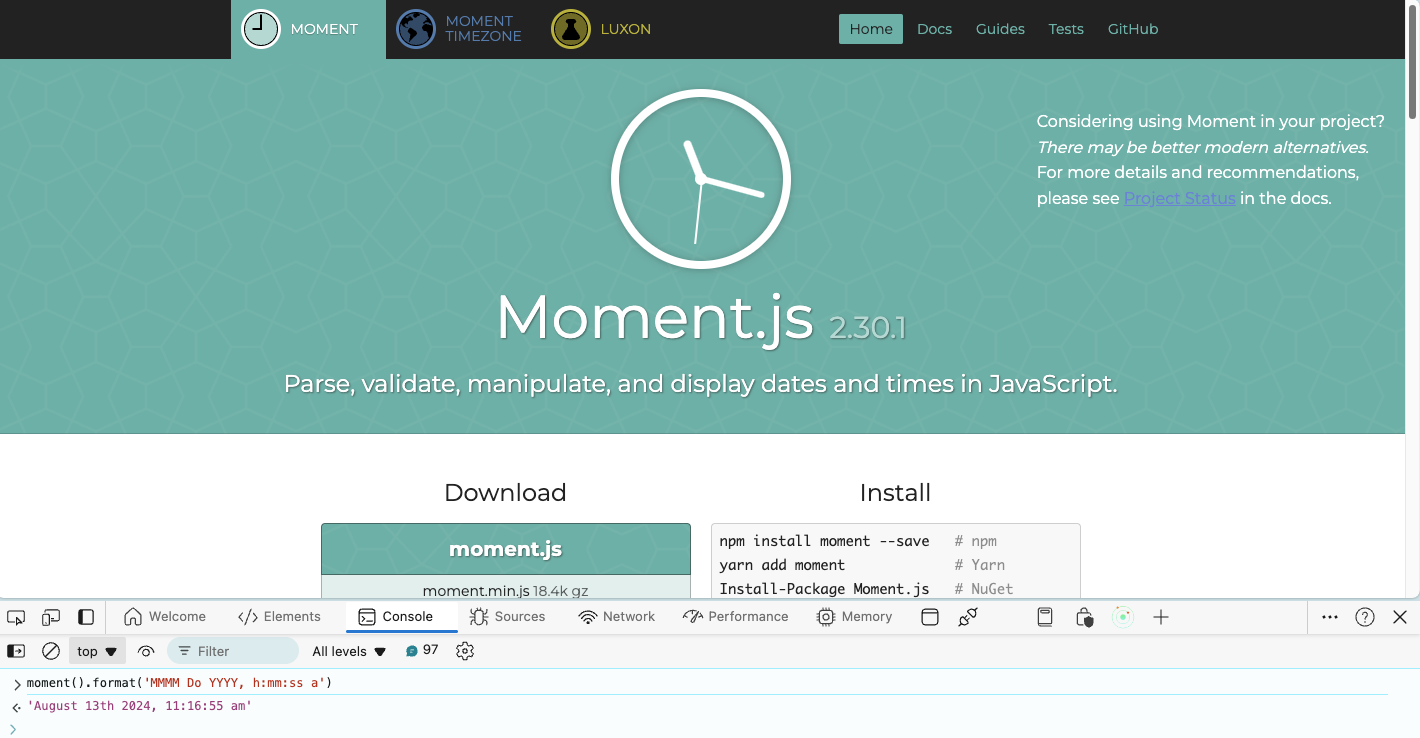 MOMENT
MOMENT
TIMEZONE
LUXON
Home Docs Guides Tests GitHub
Considering using Moment in your project?
There may be better modern alternatives.
For more details and recommendations,
please see Project Status in the docs.
Moment.js 2.30.1
Parse, validate, manipulate, and display dates and times in JavaScript.
Download
moment.js
moment.min.js 18.4k gz
Install
npm install moment --save # npm
yarn add moment # Yarn
Install-Package Moment.js # NuGet
Welcome Elements Console Sources Network Performance Memory
top Filter All levels 97
moment().format('MMMM Do YYYY, h:mm:ss a')
'August 13th 2024, 11:16:55 am'